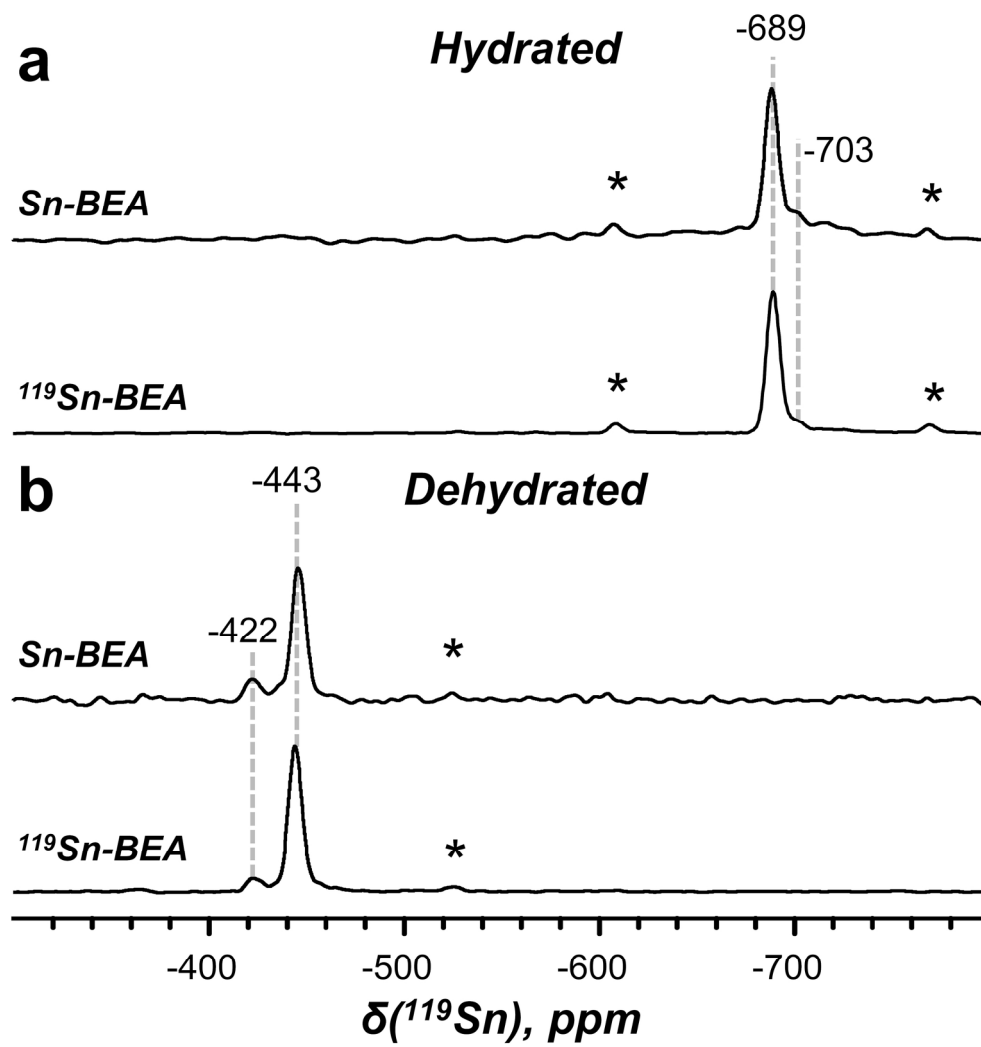 a
Hydrated
-689
-703
Sn-BEA
*
*
¹¹⁹Sn-BEA
*
*
b
-443
Dehydrated
-422
Sn-BEA
*
¹¹⁹Sn-BEA
*
-400 -500 -600 -700
δ(¹¹⁹Sn), ppm